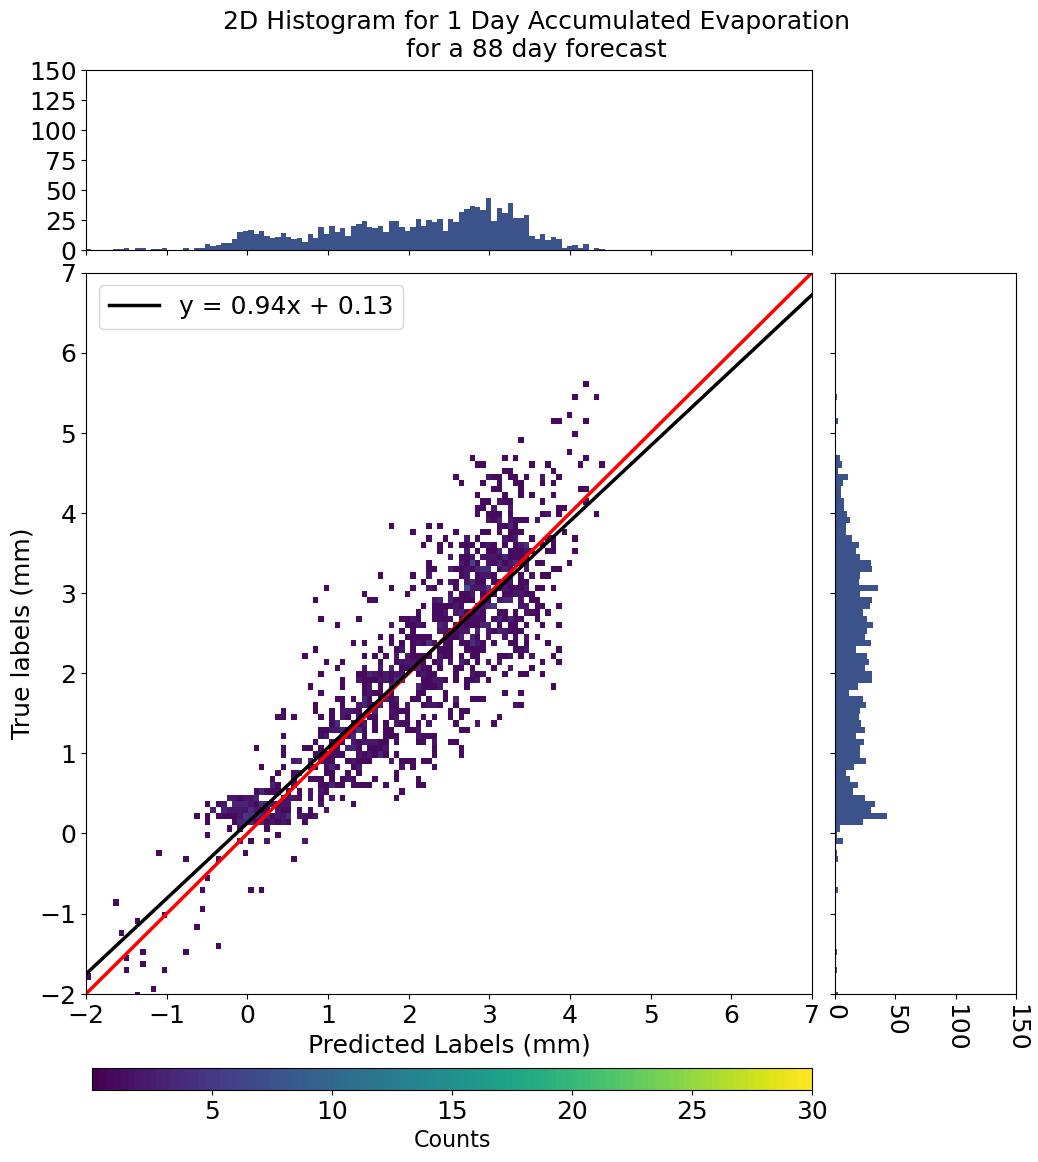 2D Histogram for 1 Day Accumulated Evaporation
for a 88 day forecast
150
125
100
75
50
25
0
7
6
5
4
3
2
1
0
−1
−2
True labels (mm)
y = 0.94x + 0.13
−2 −1 0 1 2 3 4 5 6 7
Predicted Labels (mm)
0 50 100 150
5 10 15 20 25 30
Counts